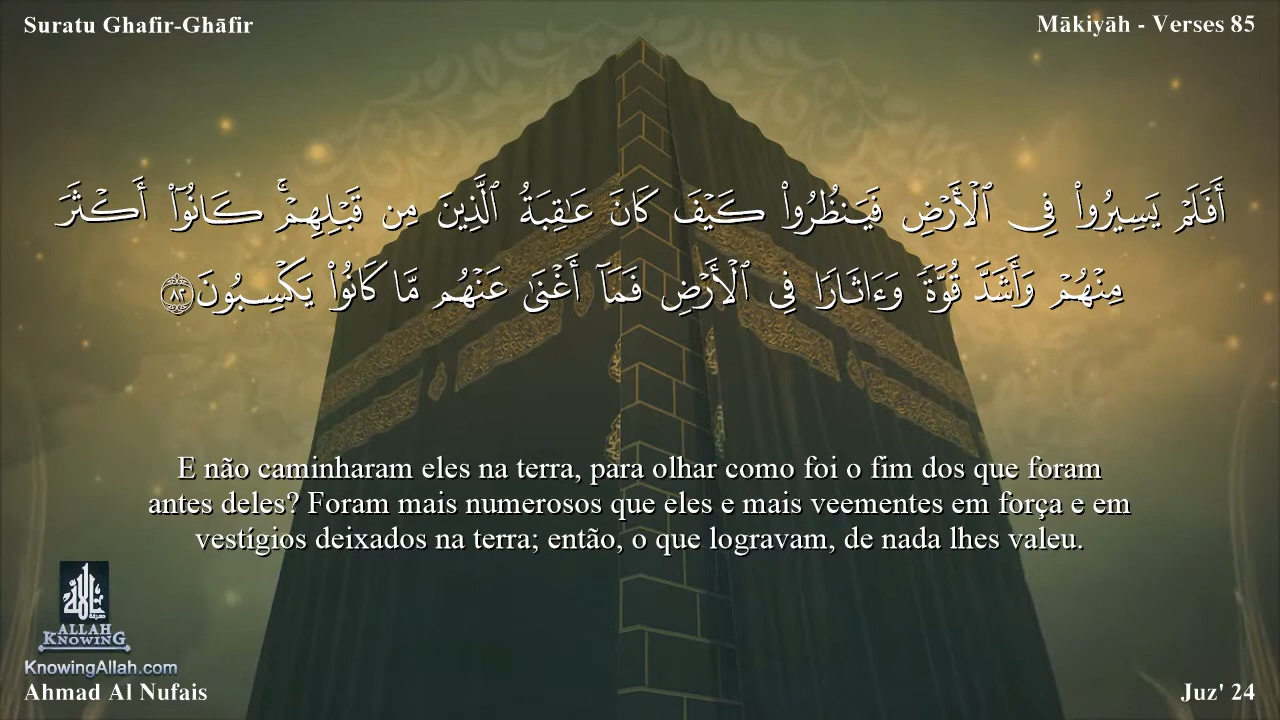 Suratu Ghafir-Ghāfir
Mākiyāh - Verses 85
أَفَلَمْ يَسِيرُوا۟ فِى ٱلْأَرْضِ فَيَنظُرُوا۟ كَيْفَ كَانَ عَـٰقِبَةُ ٱلَّذِينَ مِن قَبْلِهِمْ ۚ كَانُوٓا۟ أَكْثَرَ
مِنْهُمْ وَأَشَدَّ قُوَّةً وَءَاثَارًا فِى ٱلْأَرْضِ فَمَآ أَغْنَىٰ عَنْهُم مَّا كَانُوا۟ يَكْسِبُونَ ٨٢
E não caminharam eles na terra, para olhar como foi o fim dos que foram
antes deles? Foram mais numerosos que eles e mais veementes em força e em
vestígios deixados na terra; então, o que logravam, de nada lhes valeu.
ALLAH
KNOWING
KnowingAllah.com
Ahmad Al Nufais
Juz' 24